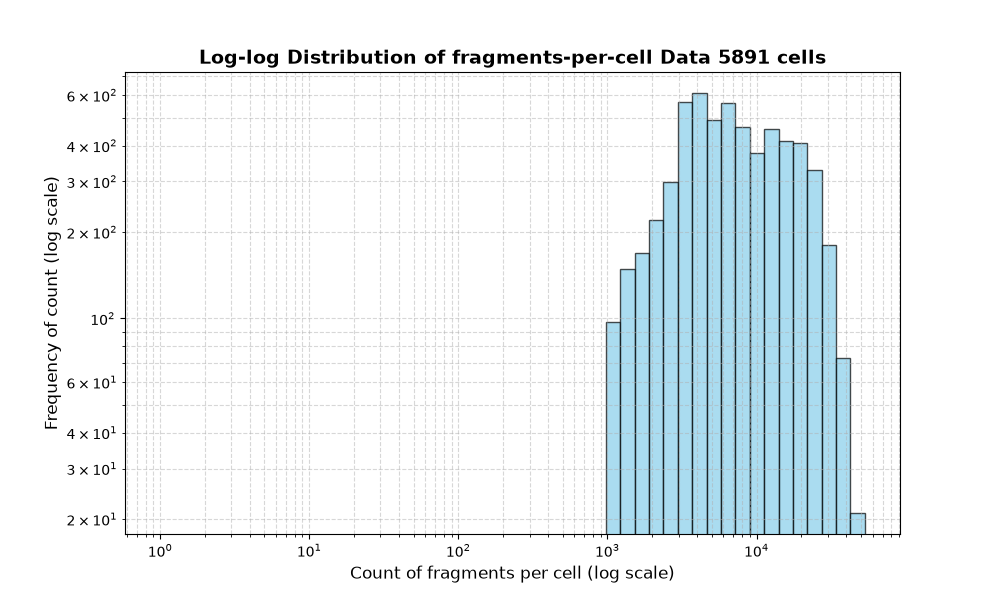 Log-log Distribution of fragments-per-cell Data 5891 cells
Frequency of count (log scale)
6 × 10²
4 × 10²
3 × 10²
2 × 10²
10²
6 × 10¹
4 × 10¹
3 × 10¹
2 × 10¹
10⁰ 10¹ 10² 10³ 10⁴
Count of fragments per cell (log scale)